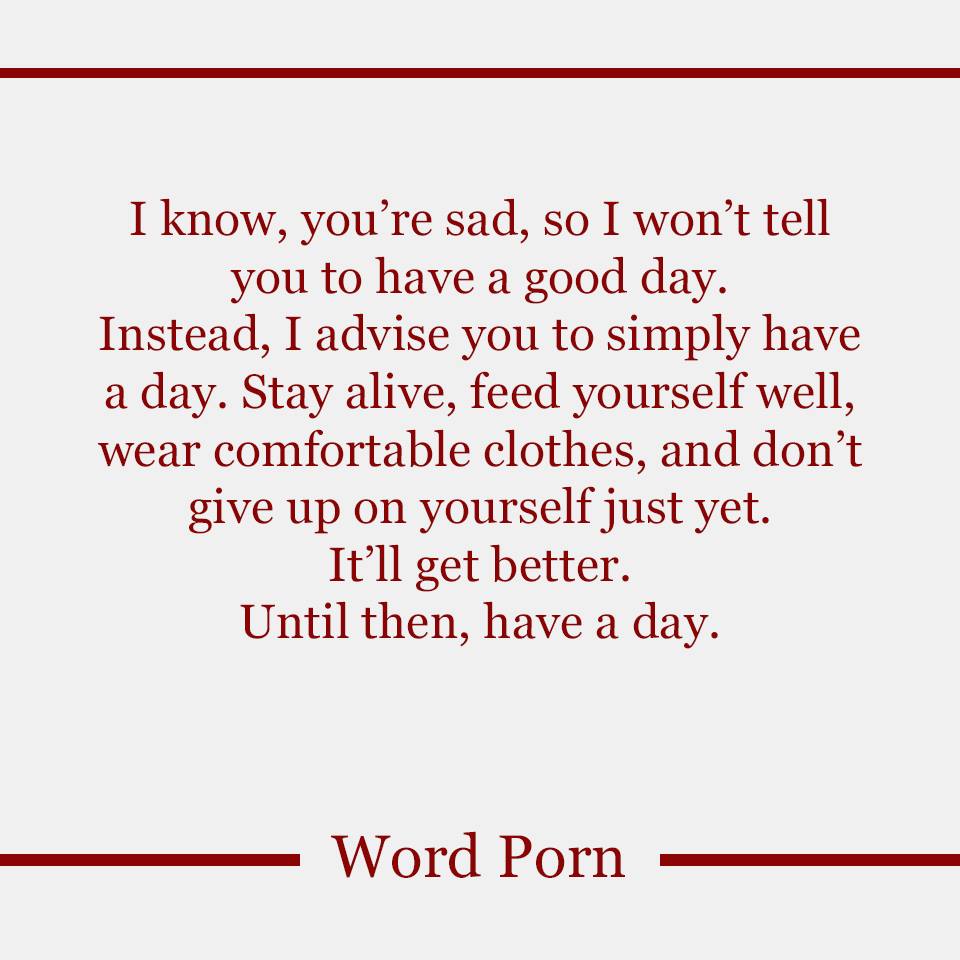 I know, you’re sad, so I won’t tell
you to have a good day.
Instead, I advise you to simply have
a day. Stay alive, feed yourself well,
wear comfortable clothes, and don’t
give up on yourself just yet.
It’ll get better.
Until then, have a day.
Word Porn